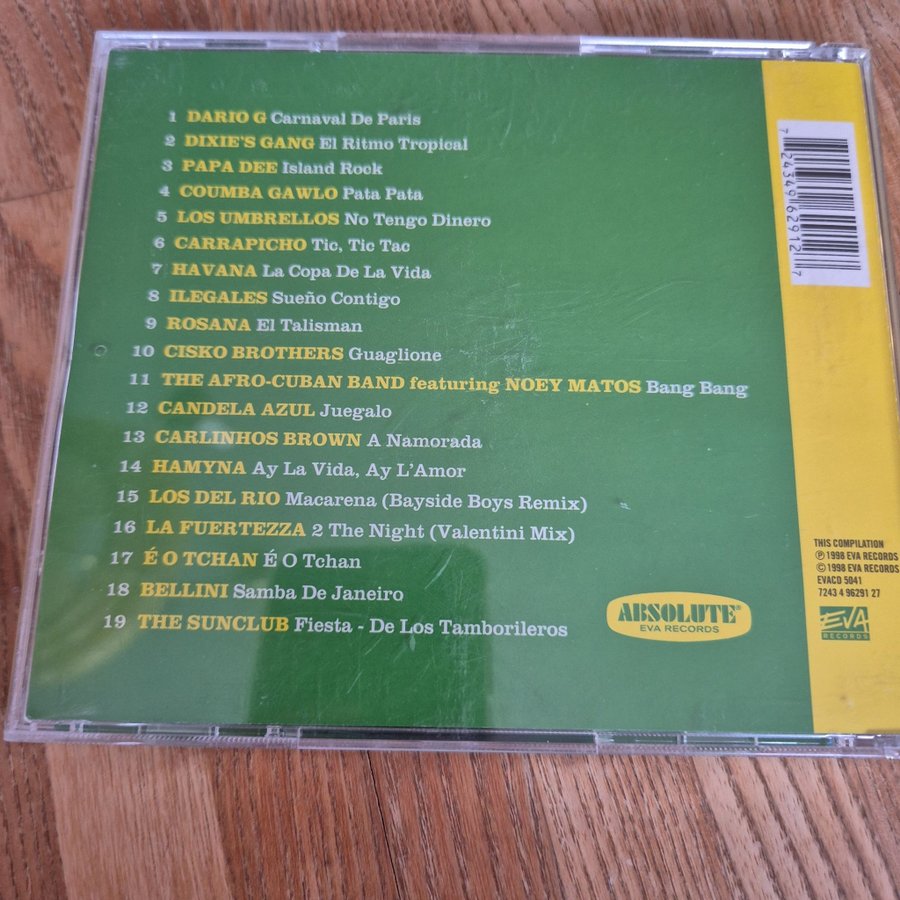 1 DARIO G Carnaval De Paris
2 DIXIE'S GANG El Ritmo Tropical
3 PAPA DEE Island Rock
4 COUMBA GAWLO Pata Pata
5 LOS UMBRELLOS No Tengo Dinero
6 CARRAPICHO Tic, Tic Tac
7 HAVANA La Copa De La Vida
8 ILEGALES Sueño Contigo
9 ROSANA El Talisman
10 CISKO BROTHERS Guaglione
11 THE AFRO-CUBAN BAND featuring NOEY MATOS Bang Bang
12 CANDELA AZUL Juegalo
13 CARLINHOS BROWN A Namorada
14 HAMYNA Ay La Vida, Ay L'Amor
15 LOS DEL RIO Macarena (Bayside Boys Remix)
16 LA FUERTEZZA 2 The Night (Valentini Mix)
17 É O TCHAN É O Tchan
18 BELLINI Samba De Janeiro
19 THE SUNCLUB Fiesta - De Los Tamborileros
7 24349 62912 7
THIS COMPILATION
℗ 1998 EVA RECORDS
© 1998 EVA RECORDS
EVACD 5041
7243 4 96291 27
ABSOLUTE®
EVA RECORDS
EVA
RECORDS